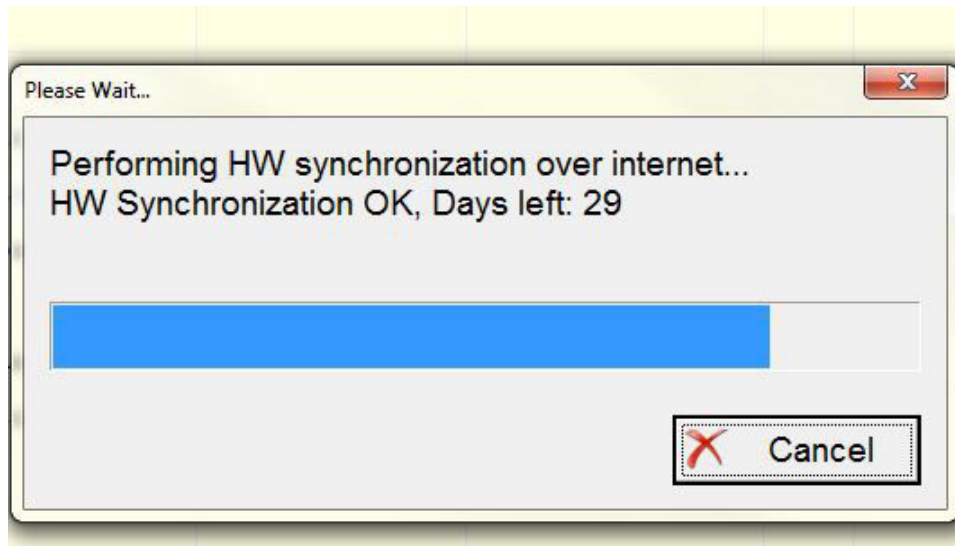 Please Wait...
Performing HW synchronization over internet...
HW Synchronization OK, Days left: 29
Cancel